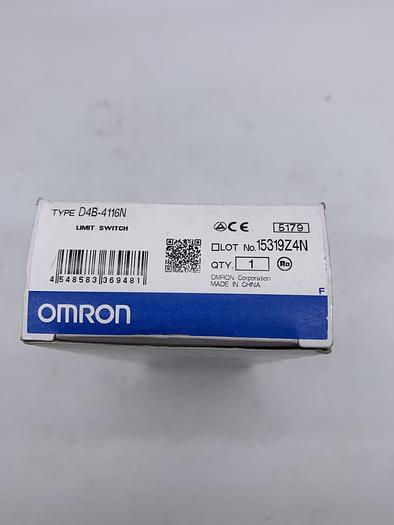 TYPE D4B-4116N
LIMIT SWITCH
CE
5179
LOT No. 15319Z4N
QTY. 1
OMRON Corporation
MADE IN CHINA
4 548583 369481
F
OMRON